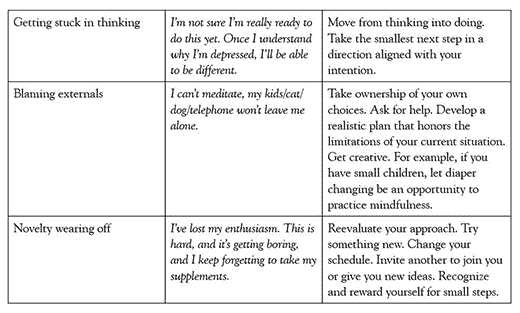 Getting stuck in thinking
I'm not sure I'm really ready to
do this yet. Once I understand
why I'm depressed, I'll be able
to be different.
Move from thinking into doing.
Take the smallest next step in a
direction aligned with your
intention.
Blaming externals
I can't meditate, my kids/cat/
dog/telephone won't leave me
alone.
Take ownership of your own
choices. Ask for help. Develop a
realistic plan that honors the
limitations of your current situation.
Get creative. For example, if you
have small children, let diaper
changing be an opportunity to
practice mindfulness.
Novelty wearing off
I've lost my enthusiasm. This is
hard, and it's getting boring,
and I keep forgetting to take my
supplements.
Reevaluate your approach. Try
something new. Change your
schedule. Invite another to join you
or give you new ideas. Recognize
and reward yourself for small steps.